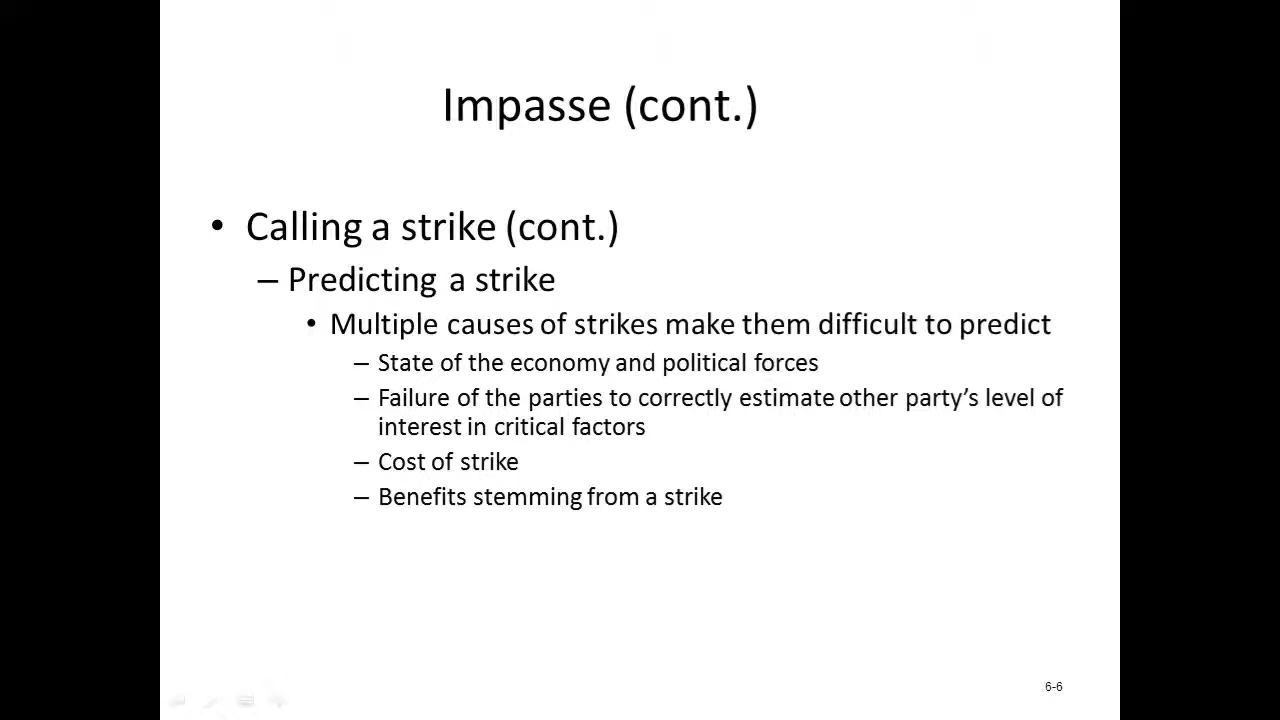 Impasse (cont.)
• Calling a strike (cont.)
– Predicting a strike
• Multiple causes of strikes make them difficult to predict
– State of the economy and political forces
– Failure of the parties to correctly estimate other party’s level of
interest in critical factors
– Cost of strike
– Benefits stemming from a strike
6-6